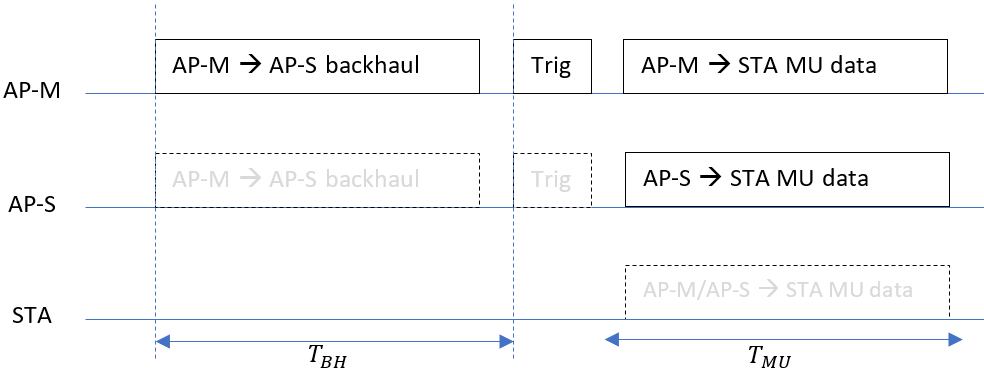 AP-M → AP-S backhaul Trig AP-M → STA MU data
AP-M
AP-M → AP-S backhaul Trig AP-S → STA MU data
AP-S
AP-M/AP-S → STA MU data
STA
T_BH T_MU